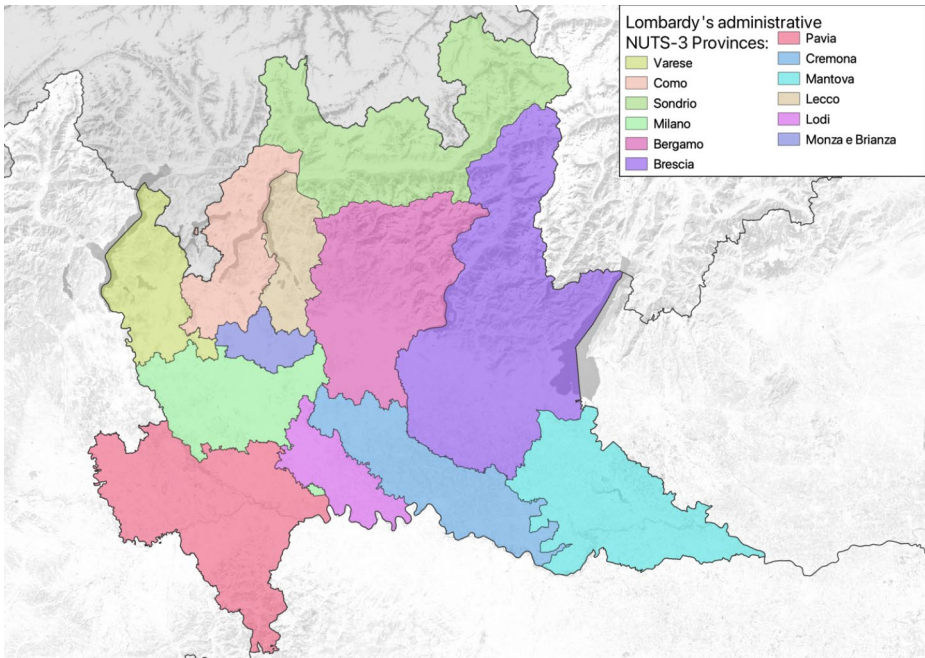 Lombardy's administrative
NUTS-3 Provinces:
Varese
Como
Sondrio
Milano
Bergamo
Brescia
Pavia
Cremona
Mantova
Lecco
Lodi
Monza e Brianza